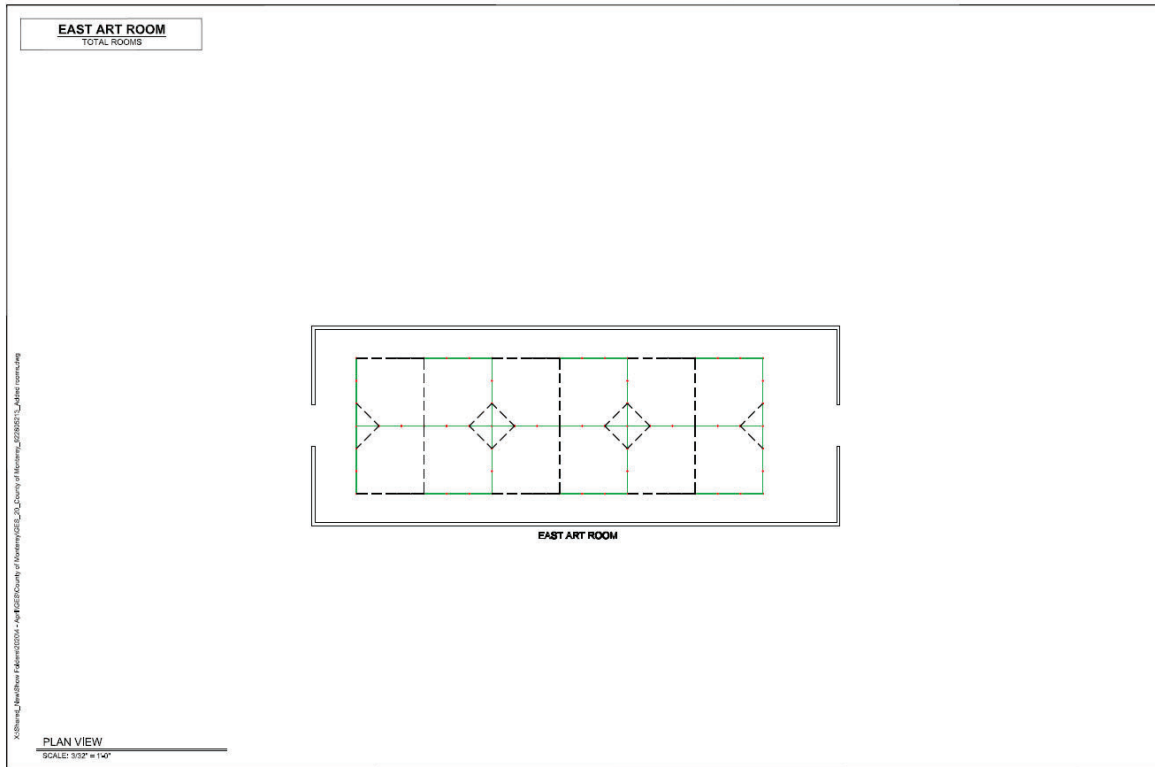 EAST ART ROOM
TOTAL ROOMS
EAST ART ROOM
PLAN VIEW
SCALE: 3/32" = 1'-0"